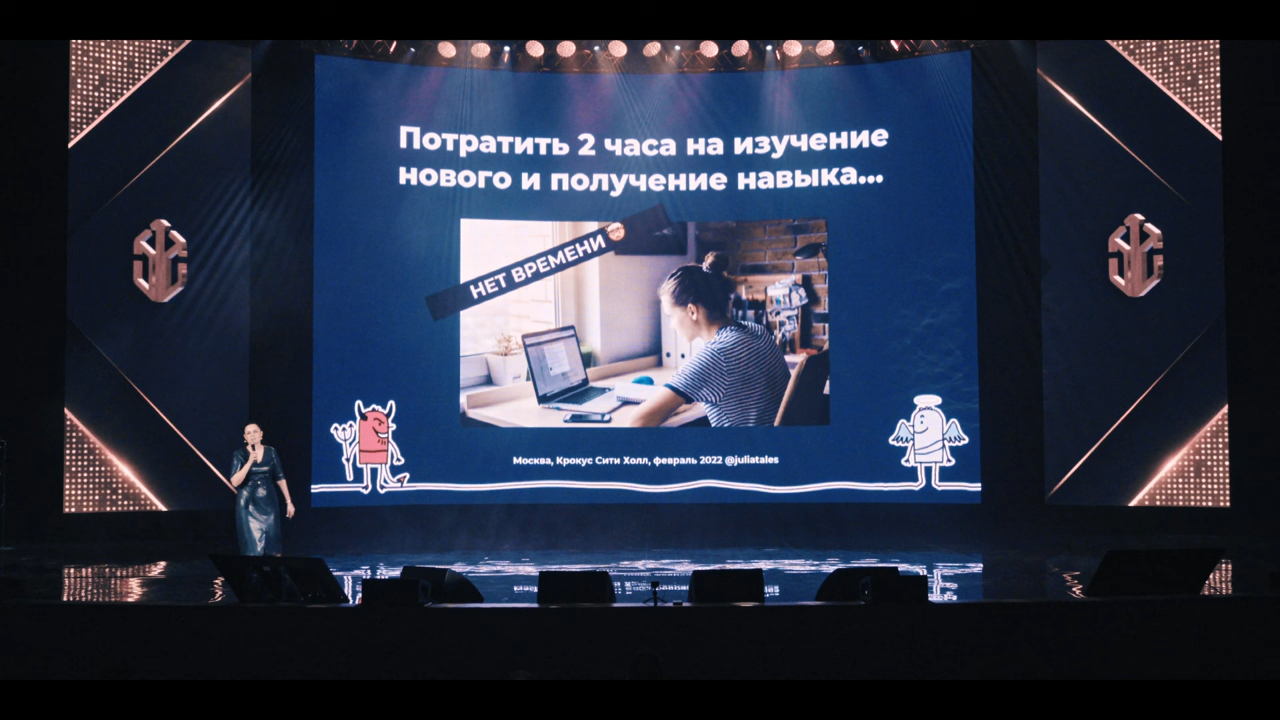 Потратить 2 часа на изучение
нового и получение навыка...
НЕТ ВРЕМЕНИ
Москва, Крокус Сити Холл, февраль 2022 @juliatales